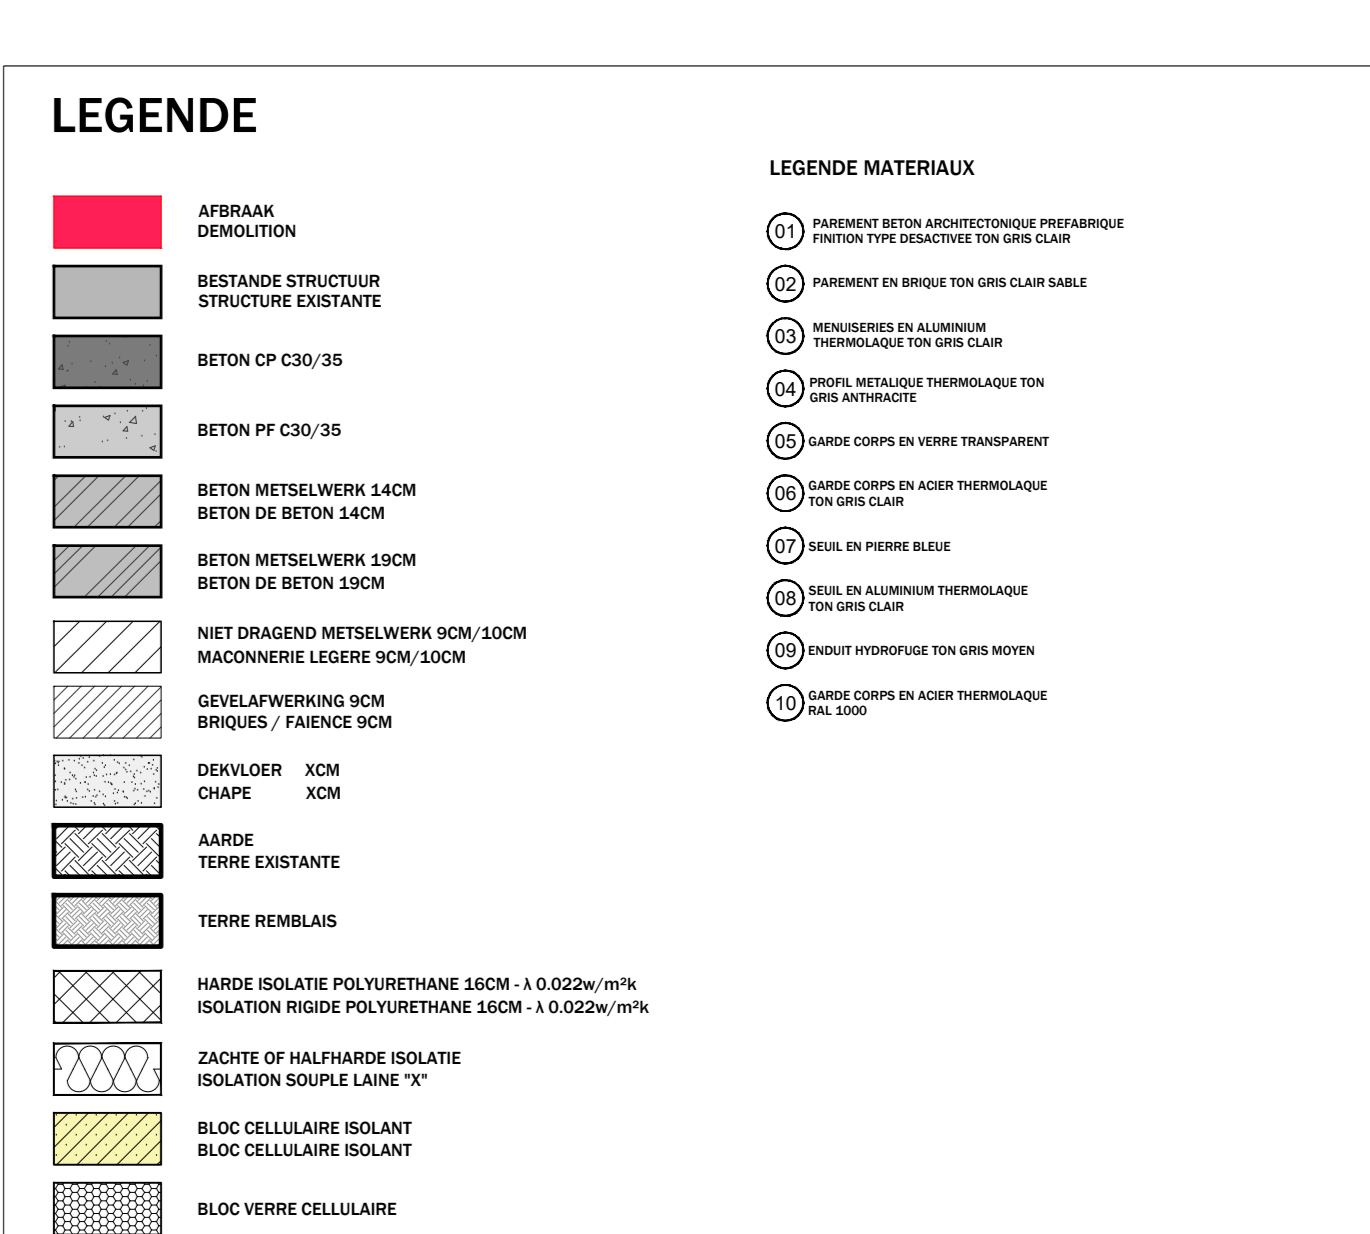 LEGENDE
AFBRAAK
DEMOLITION
BESTANDE STRUCTUUR
STRUCTURE EXISTANTE
BETON CP C30/35
BETON PF C30/35
BETON METSELWERK 14CM
BETON DE BETON 14CM
BETON METSELWERK 19CM
BETON DE BETON 19CM
NIET DRAGEND METSELWERK 9CM/10CM
MACONNERIE LEGERE 9CM/10CM
GEVELAFWERKING 9CM
BRIQUES / FAIENCE 9CM
DEKVLOER XCM
CHAPE XCM
AARDE
TERRE EXISTANTE
TERRE REMBLAIS
HARDE ISOLATIE POLYURETHANE 16CM - λ 0.022w/m²k
ISOLATION RIGIDE POLYURETHANE 16CM - λ 0.022w/m²k
ZACHTE OF HALFHARDE ISOLATIE
ISOLATION SOUPLE LAINE "X"
BLOC CELLULAIRE ISOLANT
BLOC CELLULAIRE ISOLANT
BLOC VERRE CELLULAIRE
LEGENDE MATERIAUX
01 PAREMENT BETON ARCHITECTONIQUE PREFABRIQUE
FINITION TYPE DESACTIVEE TON GRIS CLAIR
02 PAREMENT EN BRIQUE TON GRIS CLAIR SABLE
03 MENUISERIES EN ALUMINIUM
THERMOLAQUE TON GRIS CLAIR
04 PROFIL METALIQUE THERMOLAQUE TON
GRIS ANTHRACITE
05 GARDE CORPS EN VERRE TRANSPARENT
06 GARDE CORPS EN ACIER THERMOLAQUE
TON GRIS CLAIR
07 SEUIL EN PIERRE BLEUE
08 SEUIL EN ALUMINIUM THERMOLAQUE
TON GRIS CLAIR
09 ENDUIT HYDROFUGE TON GRIS MOYEN
10 GARDE CORPS EN ACIER THERMOLAQUE
RAL 1000